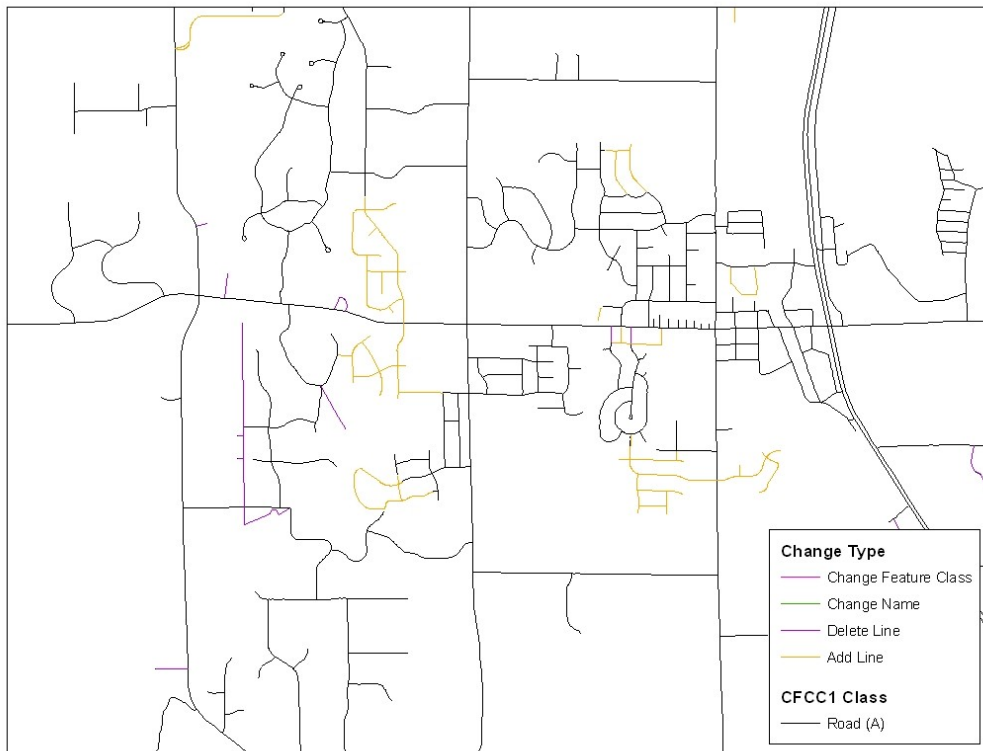 Change Type
Change Feature Class
Change Name
Delete Line
Add Line
CFCC1 Class
Road (A)